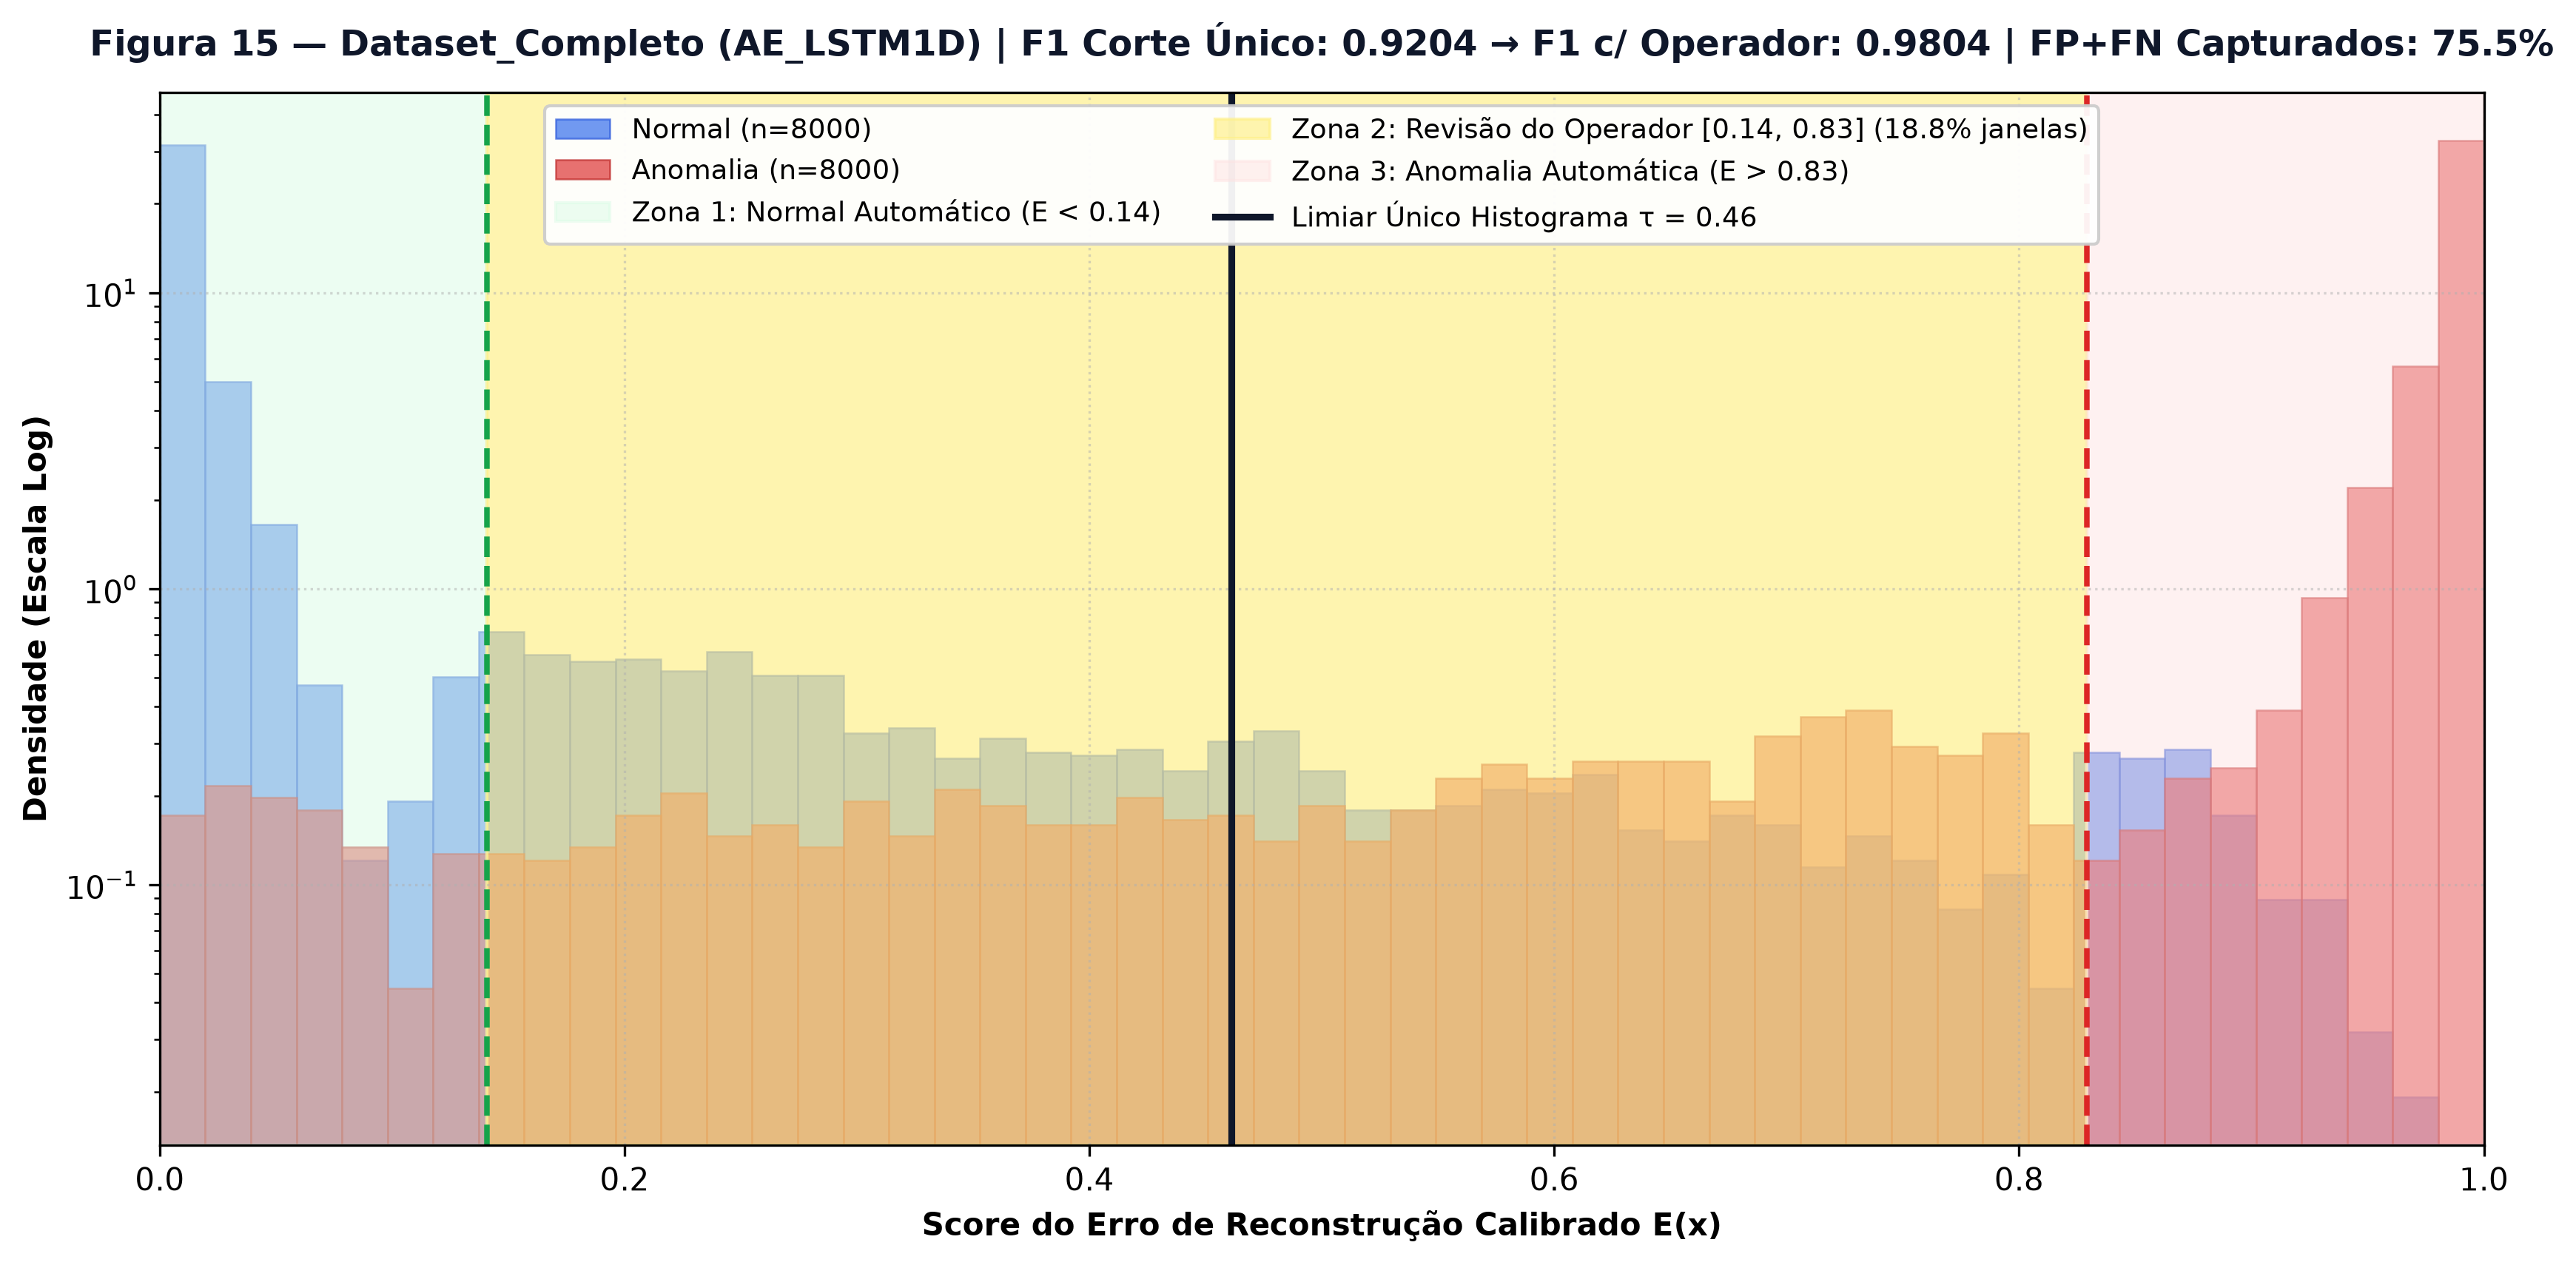 Figura 15 — Dataset_Completo (AE_LSTM1D) | F1 Corte Único: 0.9204 → F1 c/ Operador: 0.9804 | FP+FN Capturados: 75.5%
Normal (n=8000)
Anomalia (n=8000)
Zona 1: Normal Automático (E < 0.14)
Zona 2: Revisão do Operador [0.14, 0.83] (18.8% janelas)
Zona 3: Anomalia Automática (E > 0.83)
Limiar Único Histograma τ = 0.46
Densidade (Escala Log)
10¹
10⁰
10⁻¹
0.0 0.2 0.4 0.6 0.8 1.0
Score do Erro de Reconstrução Calibrado E(x)